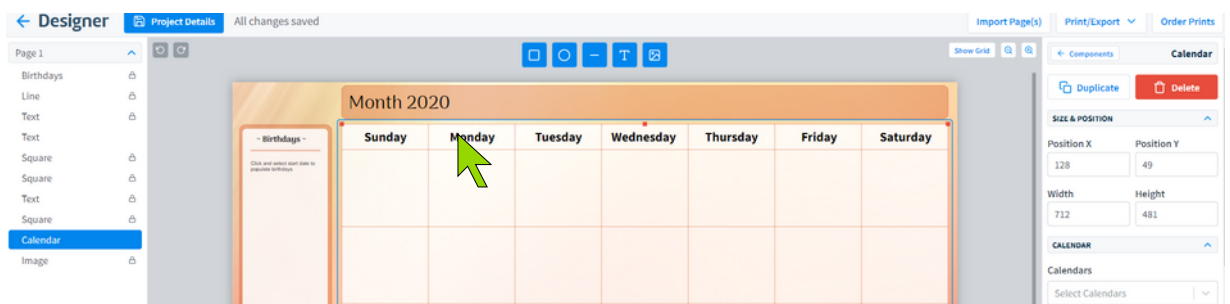 Designer Project Details All changes saved Import Page(s) Print/Export Order Prints
Page 1
Birthdays
Line
Text
Text
Square
Square
Text
Square
Calendar
Image
T
Show Grid
Month 2020
~ Birthdays ~
Click and select start date to
populate birthdays
Sunday Monday Tuesday Wednesday Thursday Friday Saturday
Components Calendar
Duplicate Delete
SIZE & POSITION
Position X Position Y
128 49
Width Height
712 481
CALENDAR
Calendars
Select Calendars